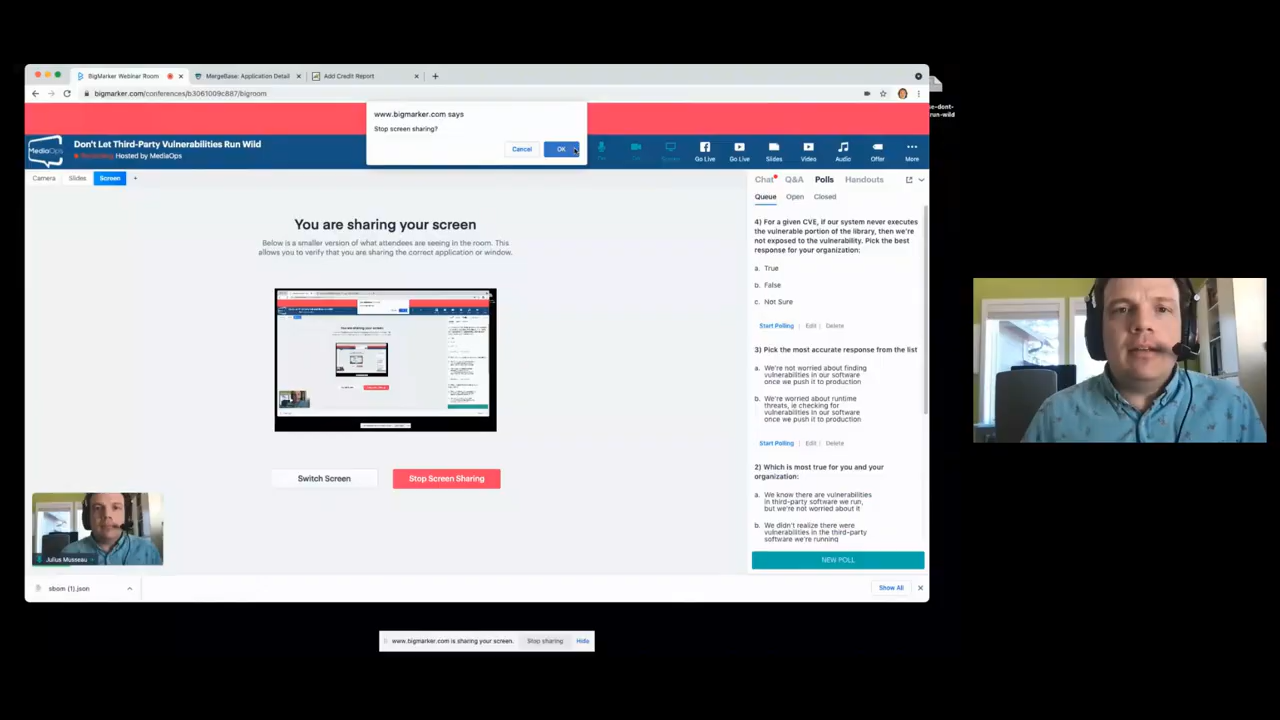 BigMarker Webinar Room
MergeBase: Application Detail
Add Credit Report
bigmarker.com/conferences/b3061009c887/bigroom
www.bigmarker.com says
Stop screen sharing?
Cancel
OK
MediaOps
Don't Let Third-Party Vulnerabilities Run Wild
Hosted by MediaOps
Go Live
Go Live
Slides
Video
Audio
Offer
More
Camera
Slides
Screen
Chat
Q&A
Polls
Handouts
Queue
Open
Closed
You are sharing your screen
Below is a smaller version of what attendees are seeing in the room. This
allows you to verify that you are sharing the correct application or window.
Switch Screen
Stop Screen Sharing
4) For a given CVE, if our system never executes
the vulnerable portion of the library, then we're
not exposed to the vulnerability. Pick the best
response for your organization:
a. True
b. False
c. Not Sure
Start Polling | Edit | Delete
3) Pick the most accurate response from the list
a. We're not worried about finding
vulnerabilities in our software
once we push it to production
b. We're worried about runtime
threats, ie checking for
vulnerabilities in our software
once we push it to production
Start Polling | Edit | Delete
2) Which is most true for you and your
organization:
a. We know there are vulnerabilities
in third-party software we run,
but we're not worried about it
b. We didn't realize there were
vulnerabilities in the third-party
software we're running
NEW POLL
Julius Musseau
sbom (1).json
Show All
www.bigmarker.com is sharing your screen.
Stop sharing
Hide
se-dont-
run-wild